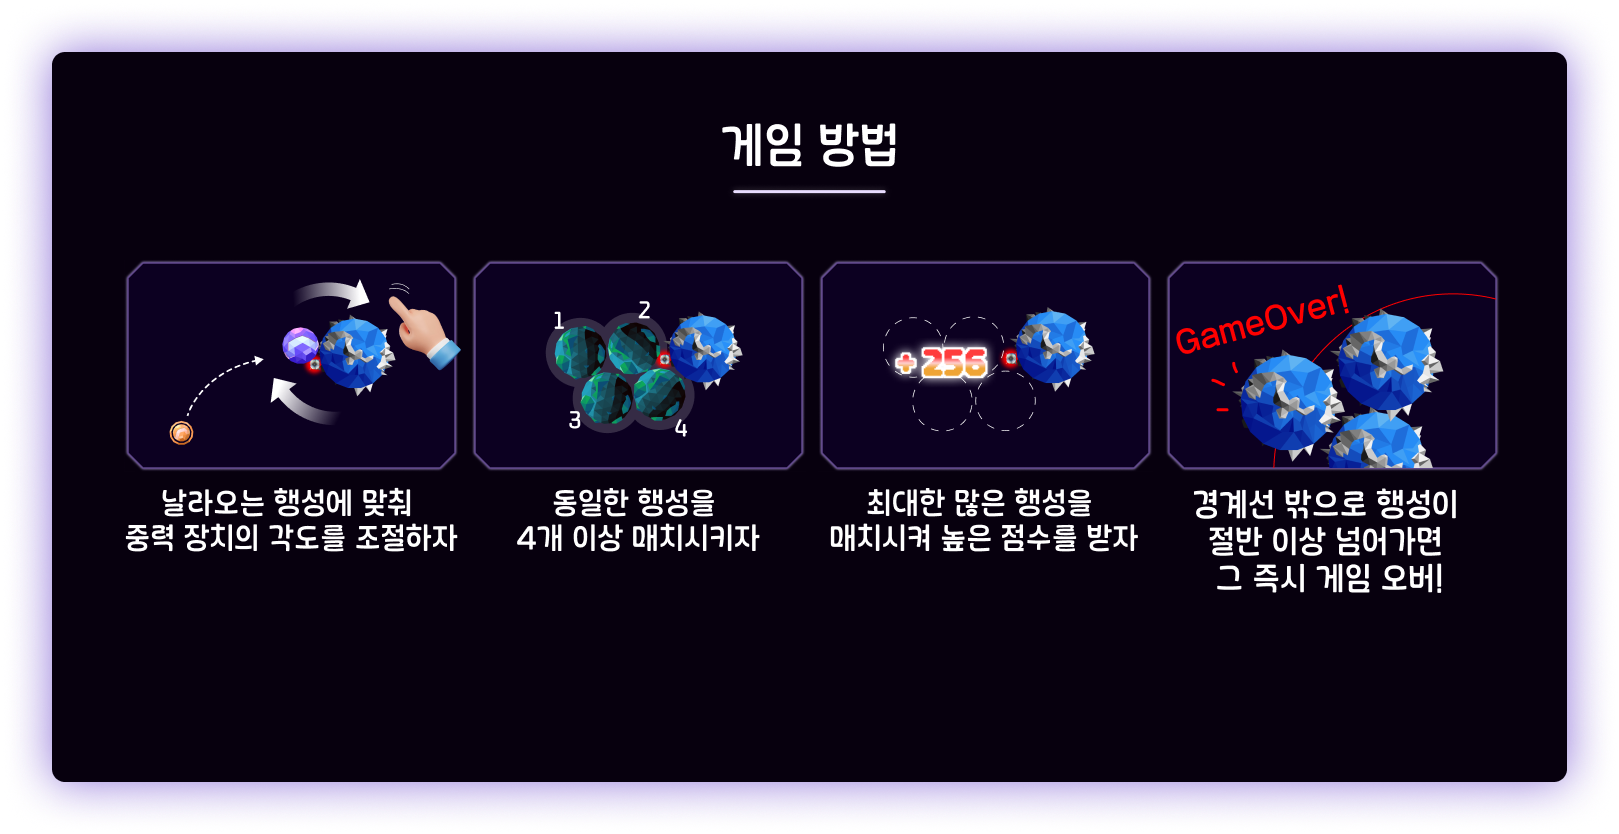 게임 방법
1
2
3
4
+256
GameOver!
날라오는 행성에 맞춰
중력 장치의 각도를 조절하자
동일한 행성을
4개 이상 매치시키자
최대한 많은 행성을
매치시켜 높은 점수를 받자
경계선 밖으로 행성이
절반 이상 넘어가면
그 즉시 게임 오버!